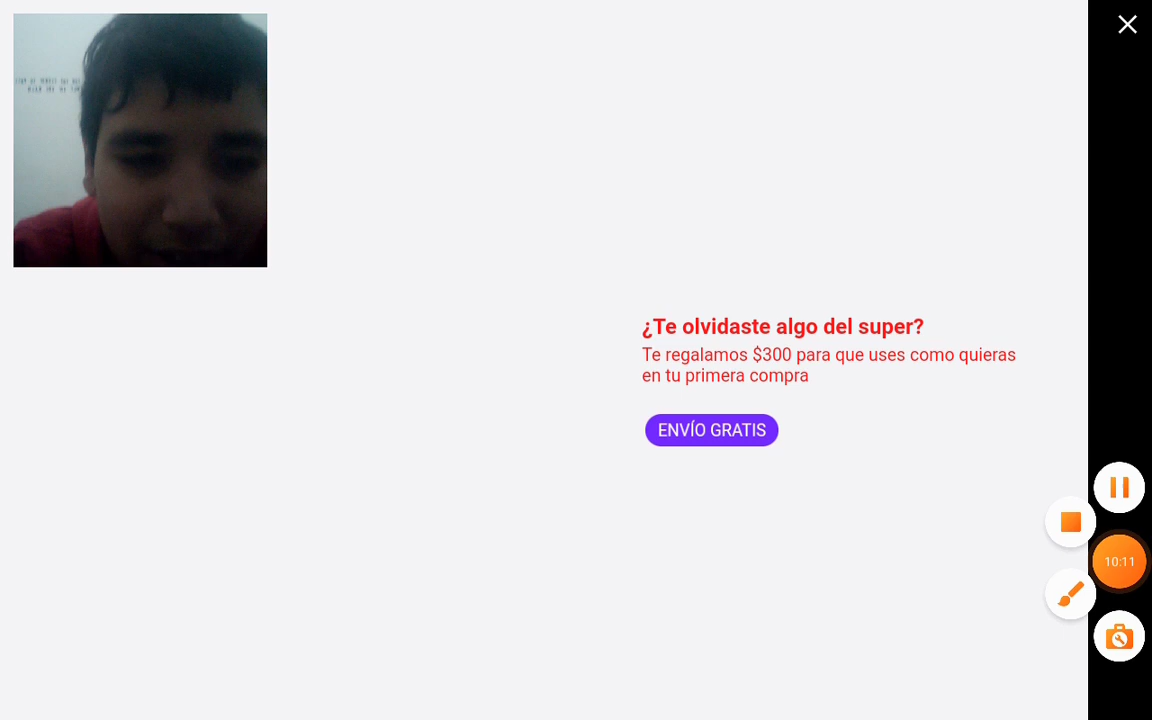 ¿Te olvidaste algo del super?
Te regalamos $300 para que uses como quieras
en tu primera compra
ENVÍO GRATIS
10:11